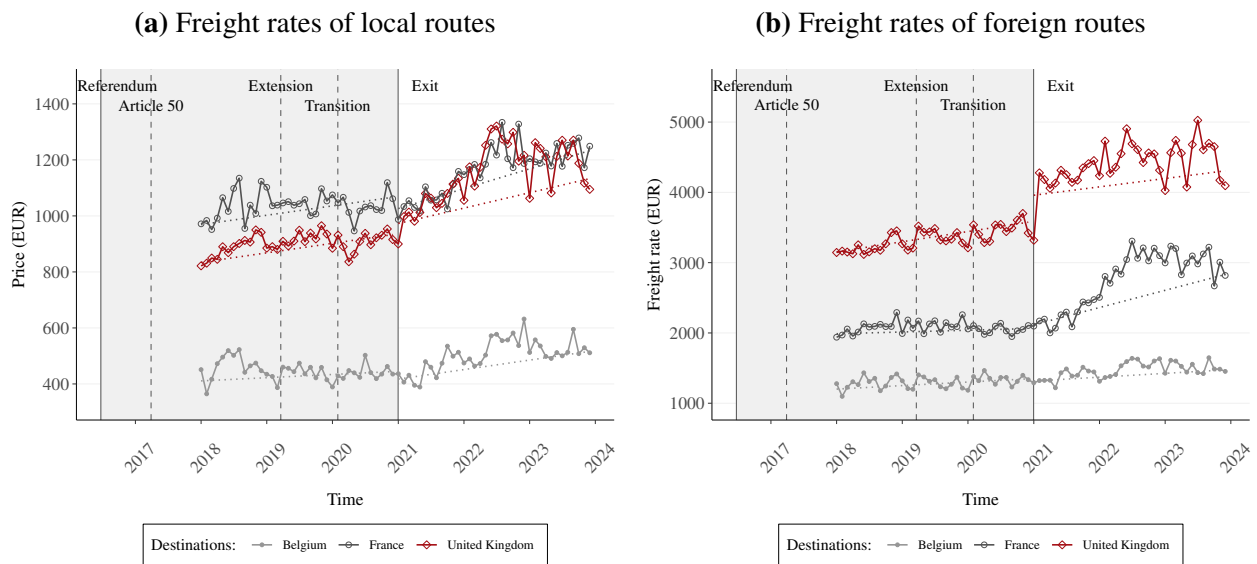 (a) Freight rates of local routes
Referendum
Article 50
Extension
Transition
Exit
1400
1200
1000
800
600
400
Price (EUR)
2017
2018
2019
2020
2021
2022
2023
2024
Time
Destinations: Belgium France United Kingdom
(b) Freight rates of foreign routes
Referendum
Article 50
Extension
Transition
Exit
5000
4000
3000
2000
1000
Freight rate (EUR)
2017
2018
2019
2020
2021
2022
2023
2024
Time
Destinations: Belgium France United Kingdom